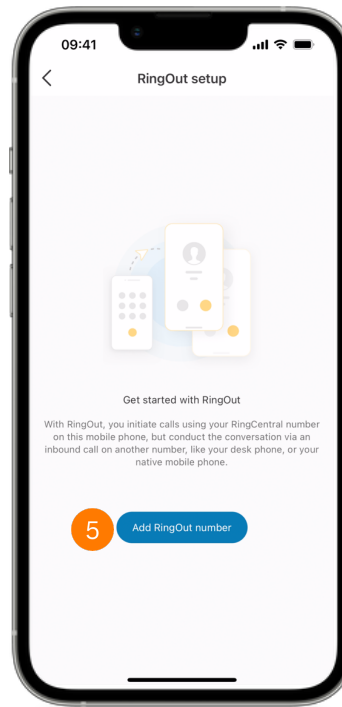 09:41
RingOut setup
Get started with RingOut
With RingOut, you initiate calls using your RingCentral number
on this mobile phone, but conduct the conversation via an
inbound call on another number, like your desk phone, or your
native mobile phone.
5
Add RingOut number